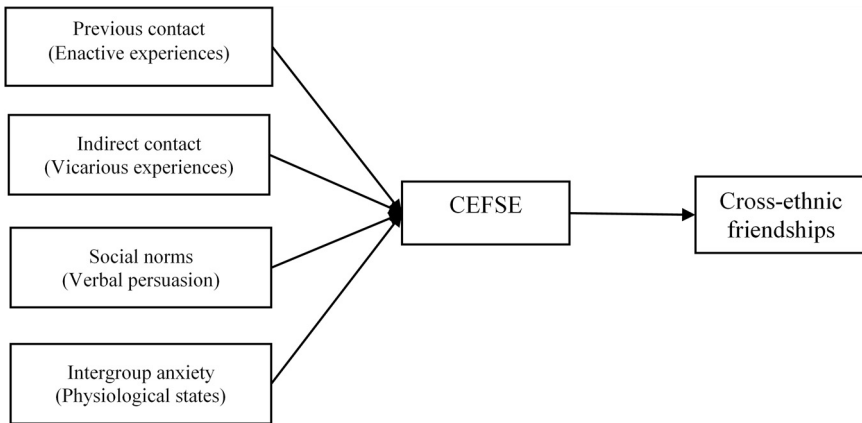 Previous contact
(Enactive experiences)
Indirect contact
(Vicarious experiences)
Social norms
(Verbal persuasion)
Intergroup anxiety
(Physiological states)
CEFSE
Cross-ethnic
friendships